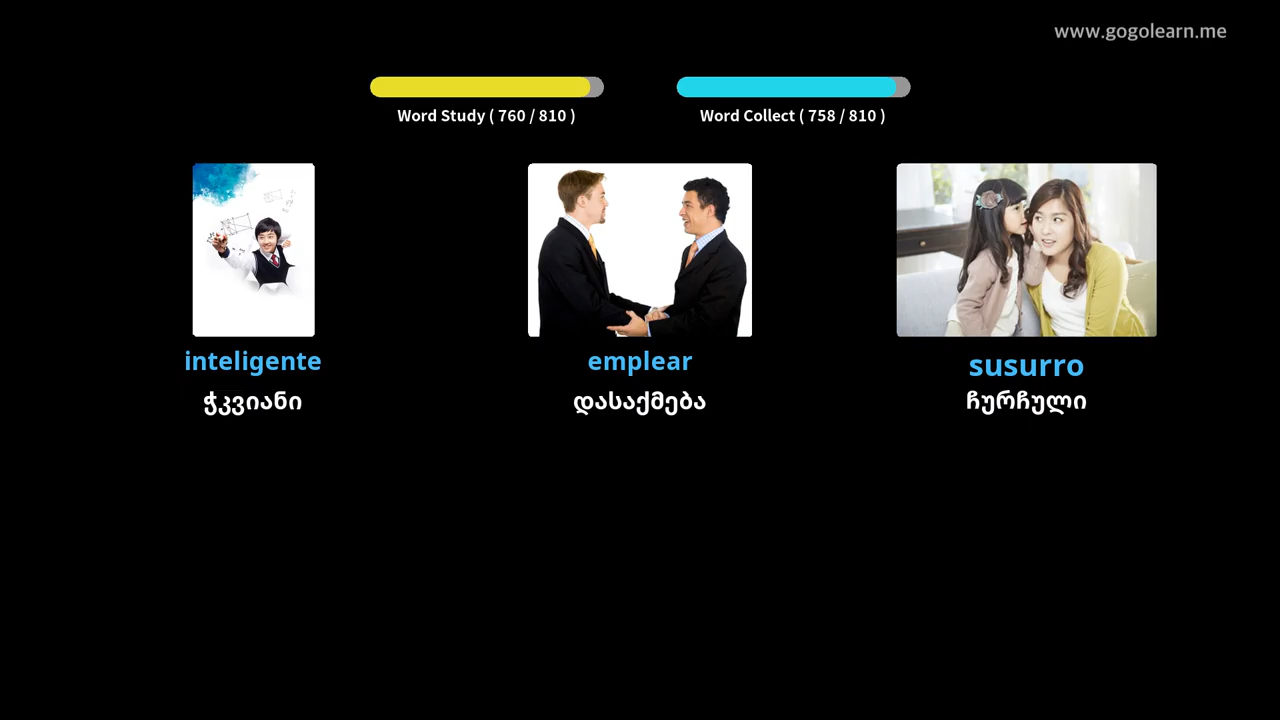 www.gogolearn.me
Word Study ( 760 / 810 )
Word Collect ( 758 / 810 )
inteligente
ჭკვიანი
emplear
დასაქმება
susurro
ჩურჩული